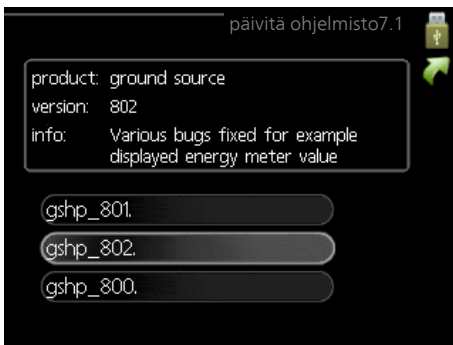 päivitä ohjelmisto7.1
product: ground source
version: 802
info: Various bugs fixed for example
displayed energy meter value
gshp_801.
gshp_802.
gshp_800.